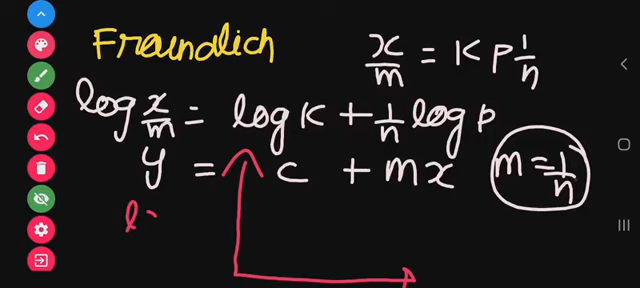 Freundlich
x/m = K P 1/n
log x/m = log K + 1/n log P
y = c + mx
m = 1/n
l